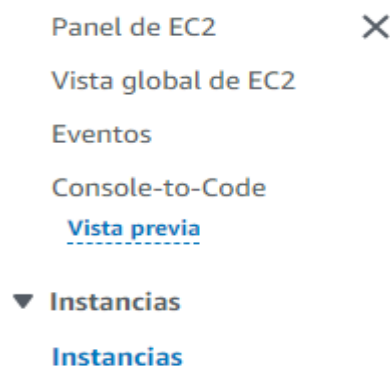 Panel de EC2
Vista global de EC2
Eventos
Console-to-Code
Vista previa
Instancias
Instancias